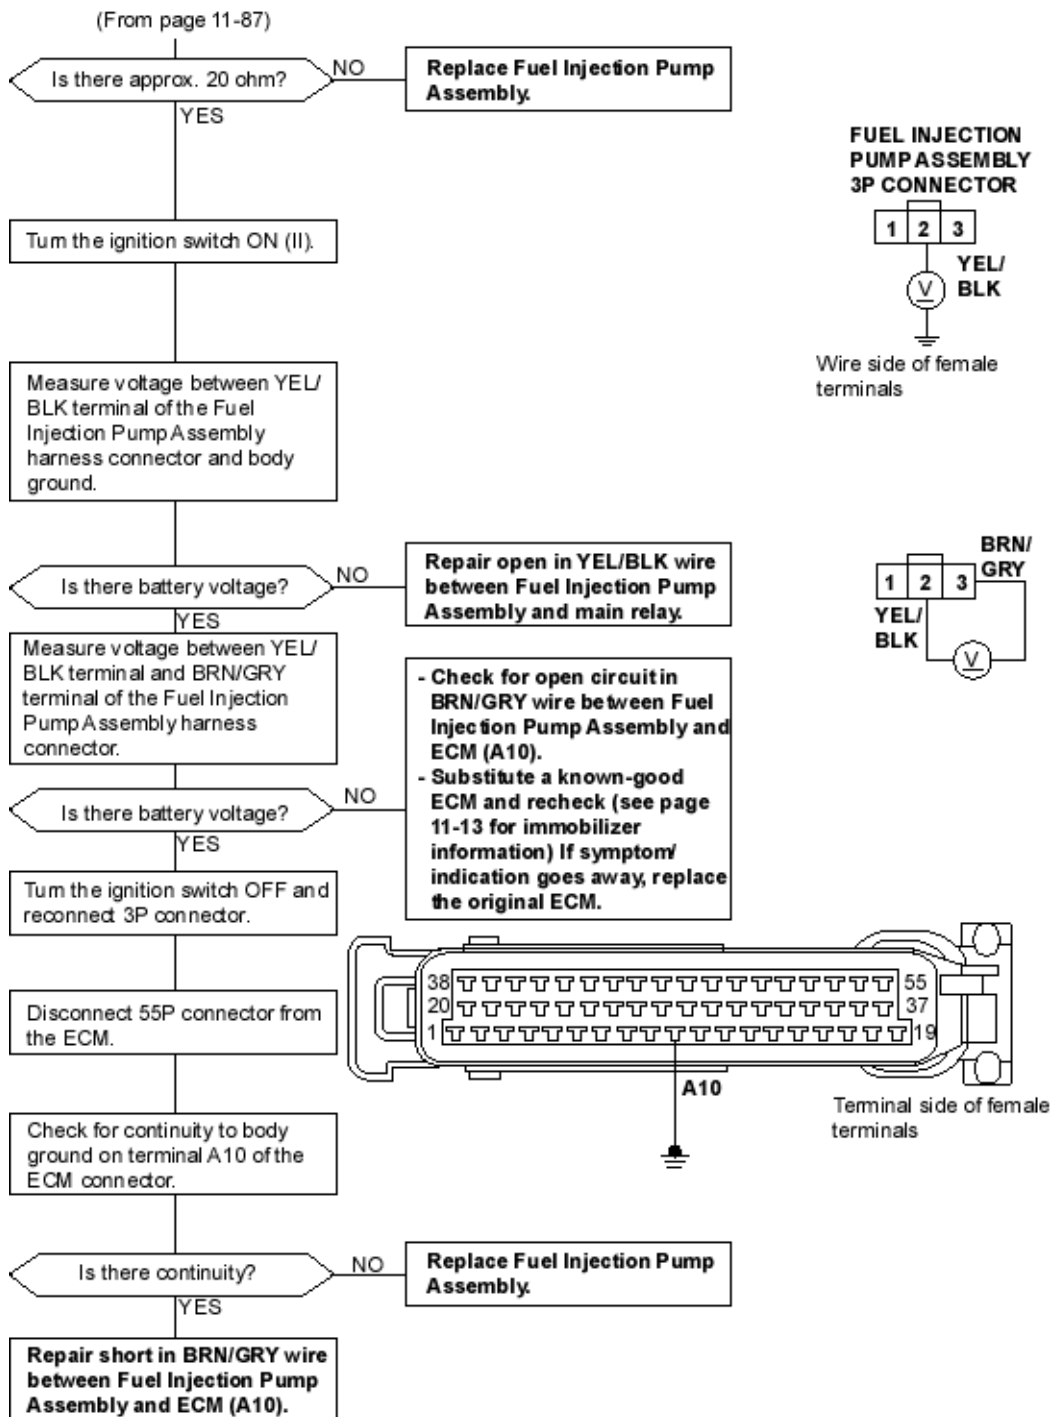 (From page 11-87)
Is there approx. 20 ohm?
NO
Replace Fuel Injection Pump
Assembly.
YES
FUEL INJECTION
PUMP ASSEMBLY
3P CONNECTOR
1 2 3
YEL/
BLK
V
Wire side of female
terminals
Turn the ignition switch ON (II).
Measure voltage between YEL/
BLK terminal of the Fuel
Injection Pump Assembly
harness connector and body
ground.
Is there battery voltage?
NO
Repair open in YEL/BLK wire
between Fuel Injection Pump
Assembly and main relay.
YES
BRN/
GRY
1 2 3
YEL/
BLK
V
Measure voltage between YEL/
BLK terminal and BRN/GRY
terminal of the Fuel Injection
Pump Assembly harness
connector.
Is there battery voltage?
NO
- Check for open circuit in
BRN/GRY wire between Fuel
Injection Pump Assembly and
ECM (A10).
- Substitute a known-good
ECM and recheck (see page
11-13 for immobilizer
information) If symptom/
indication goes away, replace
the original ECM.
YES
Turn the ignition switch OFF and
reconnect 3P connector.
Disconnect 55P connector from
the ECM.
38 55
20 37
1 19
A10
Terminal side of female
terminals
Check for continuity to body
ground on terminal A10 of the
ECM connector.
Is there continuity?
NO
Replace Fuel Injection Pump
Assembly.
YES
Repair short in BRN/GRY wire
between Fuel Injection Pump
Assembly and ECM (A10).